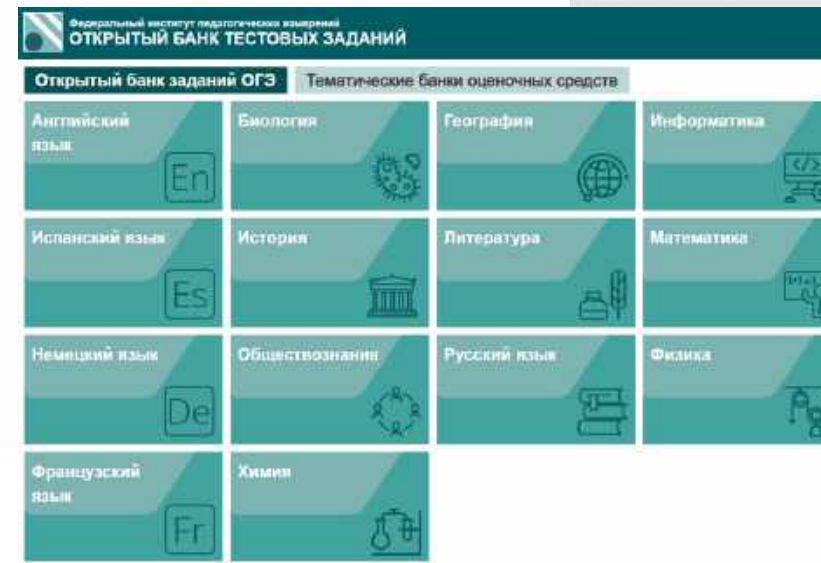 Федеральный институт педагогических измерений
ОТКРЫТЫЙ БАНК ТЕСТОВЫХ ЗАДАНИЙ
Открытый банк заданий ОГЭ Тематические банки оценочных средств
Английский
язык
En
Биология
География
Информатика
</>
Испанский язык
Es
История
Литература
Математика
Немецкий язык
De
Обществознание
Русский язык
Физика
Французский
язык
Fr
Химия